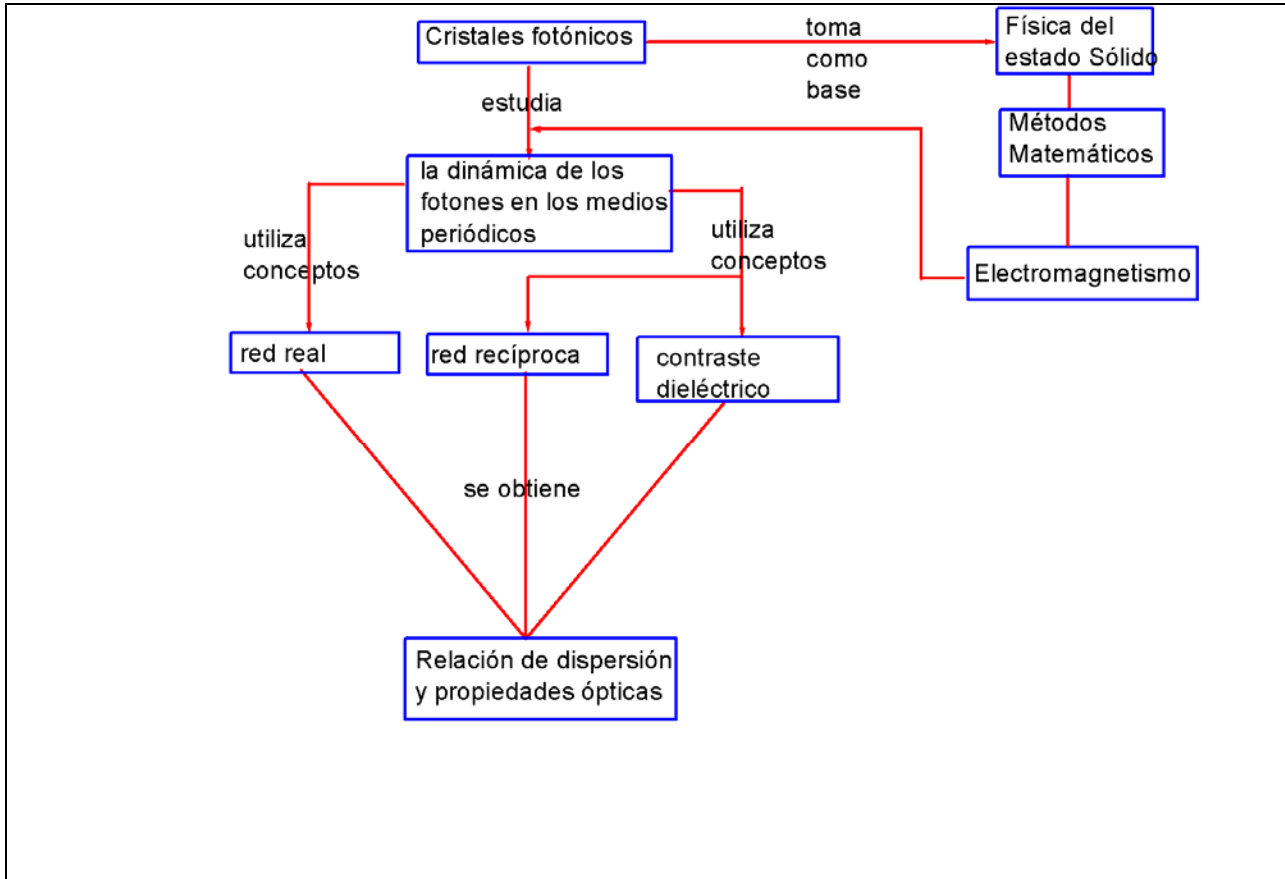 Cristales fotónicos
toma
como
base
Física del
estado Sólido
estudia
Métodos
Matemáticos
la dinámica de los
fotones en los medios
periódicos
utiliza
conceptos
utiliza
conceptos
Electromagnetismo
red real
red recíproca
contraste
dieléctrico
se obtiene
Relación de dispersión
y propiedades ópticas